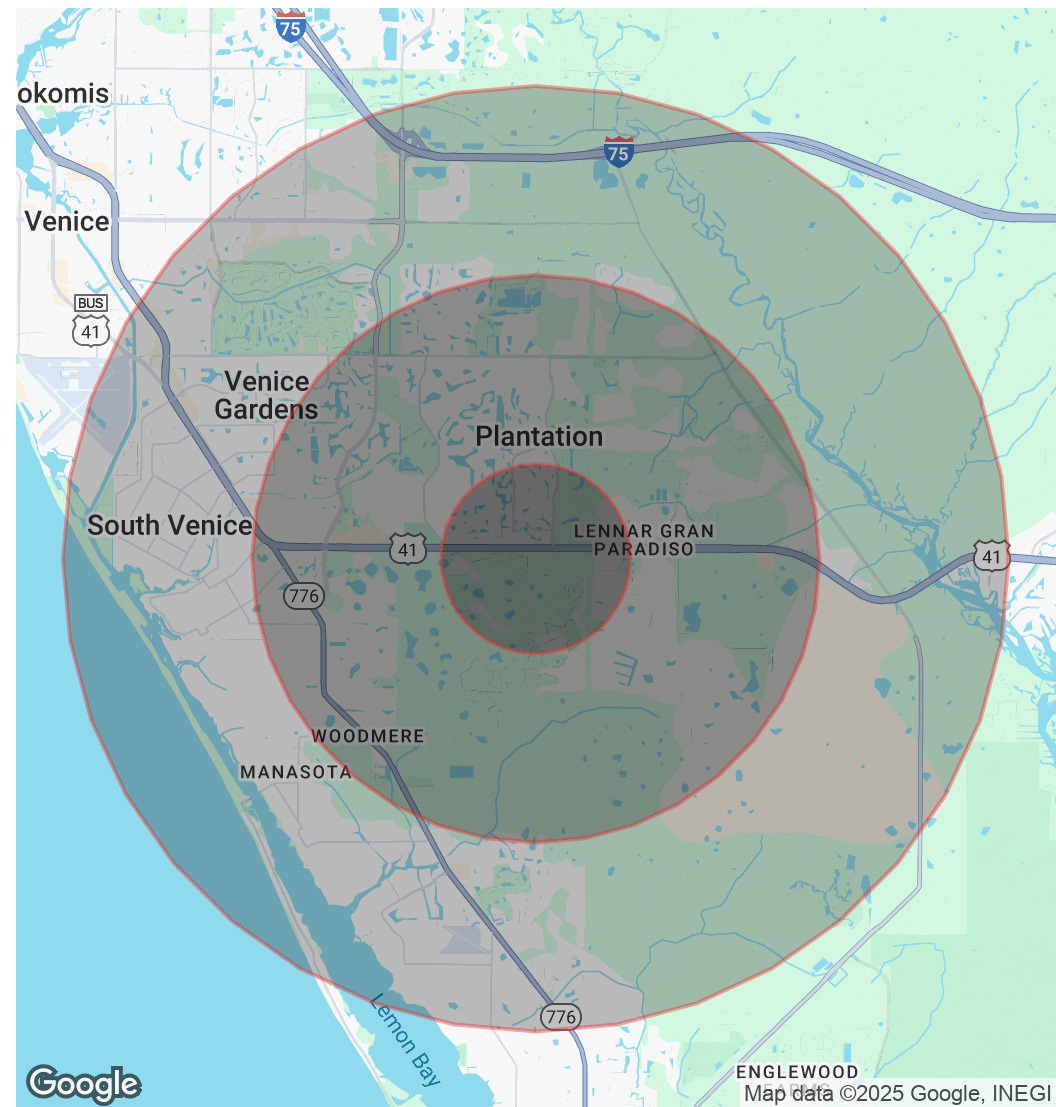 75
okomis
75
Venice
BUS
41
Venice
Gardens
Plantation
South Venice
LENNAR GRAN
PARADISO
41
41
776
WOODMERE
MANASOTA
Lemon Bay
776
ENGLEWOOD
FARMS
Google
Map data ©2025 Google, INEGI